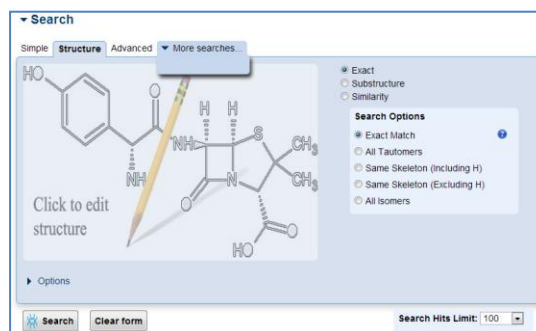 Search
Simple Structure Advanced More searches...
Exact
Substructure
Similarity
Search Options
Exact Match
All Tautomers
Same Skeleton (Including H)
Same Skeleton (Excluding H)
All Isomers
HO
O
H H
S
CH3
NH
CH3
NH
N
O
O
HO
Click to edit
structure
Options
Search Clear form
Search Hits Limit: 100